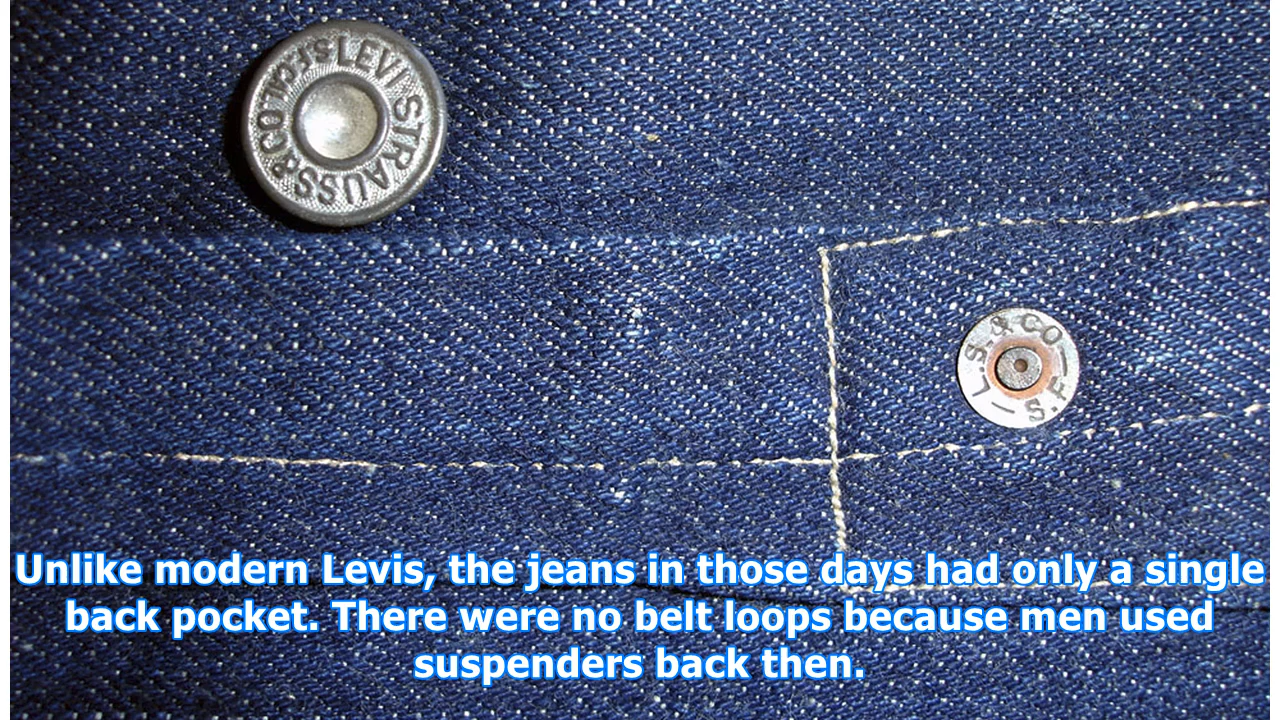 LEVI STRAUSS & CO. S.F.CAL.
L.S.&CO. — S.F. —
Unlike modern Levis, the jeans in those days had only a single
back pocket. There were no belt loops because men used
suspenders back then.